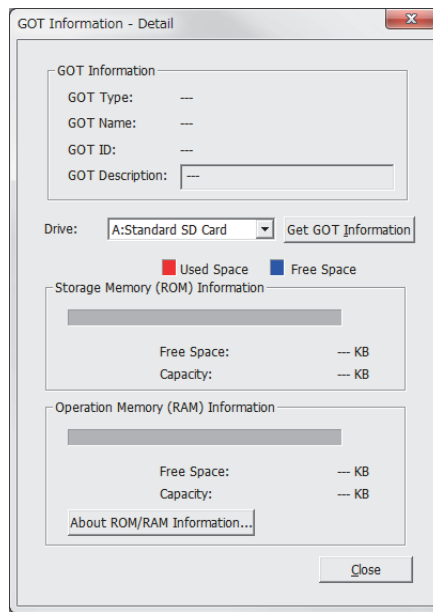 GOT Information - Detail
GOT Information
GOT Type: ---
GOT Name: ---
GOT ID: ---
GOT Description: ---
Drive: A:Standard SD Card Get GOT Information
Used Space Free Space
Storage Memory (ROM) Information
Free Space: --- KB
Capacity: --- KB
Operation Memory (RAM) Information
Free Space: --- KB
Capacity: --- KB
About ROM/RAM Information...
Close